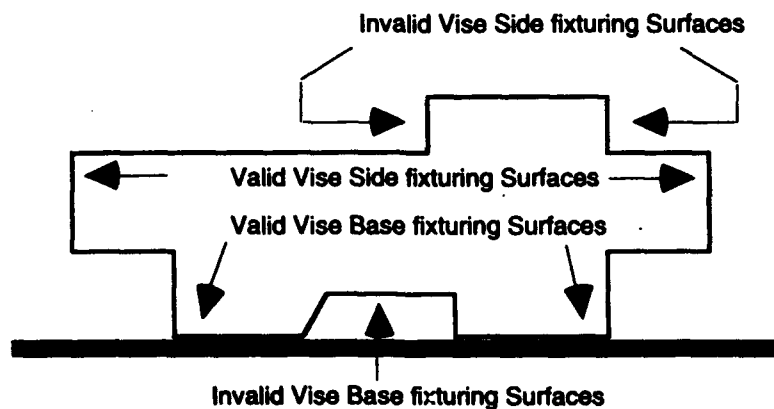 Invalid Vise Side fixturing Surfaces
Valid Vise Side fixturing Surfaces
Valid Vise Base fixturing Surfaces
Invalid Vise Base fixturing Surfaces